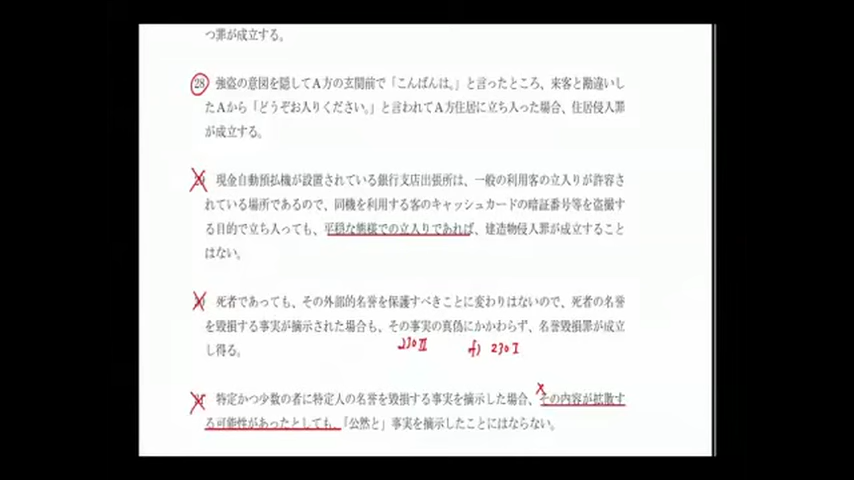 つ罪が成立する。
28 強盗の意図を隠してA方の玄関前で「こんばんは。」と言ったところ、来客と勘違いし
たAから「どうぞお入りください。」と言われてA方住居に立ち入った場合、住居侵入罪
が成立する。
現金自動預払機が設置されている銀行支店出張所は、一般の利用客の立入りが許容さ
れている場所であるので、同機を利用する客のキャッシュカードの暗証番号等を盗撮す
る目的で立ち入っても、平穏な態様での立入りであれば、建造物侵入罪が成立すること
はない。
死者であっても、その外部的名誉を保護すべきことに変わりはないので、死者の名誉
を毀損する事実が摘示された場合も、その事実の真偽にかかわらず、名誉毀損罪が成立
し得る。
230 II
cf) 230 I
特定かつ少数の者に特定人の名誉を毀損する事実を摘示した場合、その内容が拡散す
る可能性があったとしても、「公然と」事実を摘示したことにはならない。